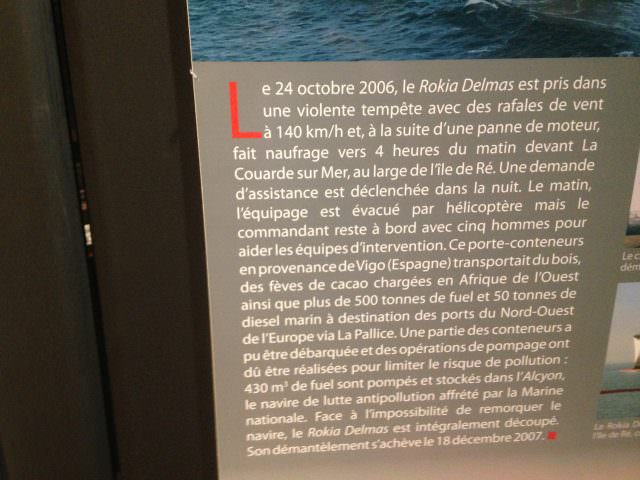 Le 24 octobre 2006, le Rokia Delmas est pris dans
une violente tempête avec des rafales de vent
à 140 km/h et, à la suite d'une panne de moteur,
fait naufrage vers 4 heures du matin devant La
Couarde sur Mer, au large de l'île de Ré. Une demande
d'assistance est déclenchée dans la nuit. Le matin,
l'équipage est évacué par hélicoptère mais le
commandant reste à bord avec cinq hommes pour
aider les équipes d'intervention. Ce porte-conteneurs
en provenance de Vigo (Espagne) transportait du bois,
des fèves de cacao chargées en Afrique de l'Ouest
ainsi que plus de 500 tonnes de fuel et 50 tonnes de
diesel marin à destination des ports du Nord-Ouest
de l'Europe via La Pallice. Une partie des conteneurs a
pu être débarquée et des opérations de pompage ont
dû être réalisées pour limiter le risque de pollution :
430 m³ de fuel sont pompés et stockés dans l'Alcyon,
le navire de lutte antipollution affrété par la Marine
nationale. Face à l'impossibilité de remorquer le
navire, le Rokia Delmas est intégralement découpé.
Son démantèlement s'achève le 18 décembre 2007.
Le
Le Rokia
l'île de Ré,